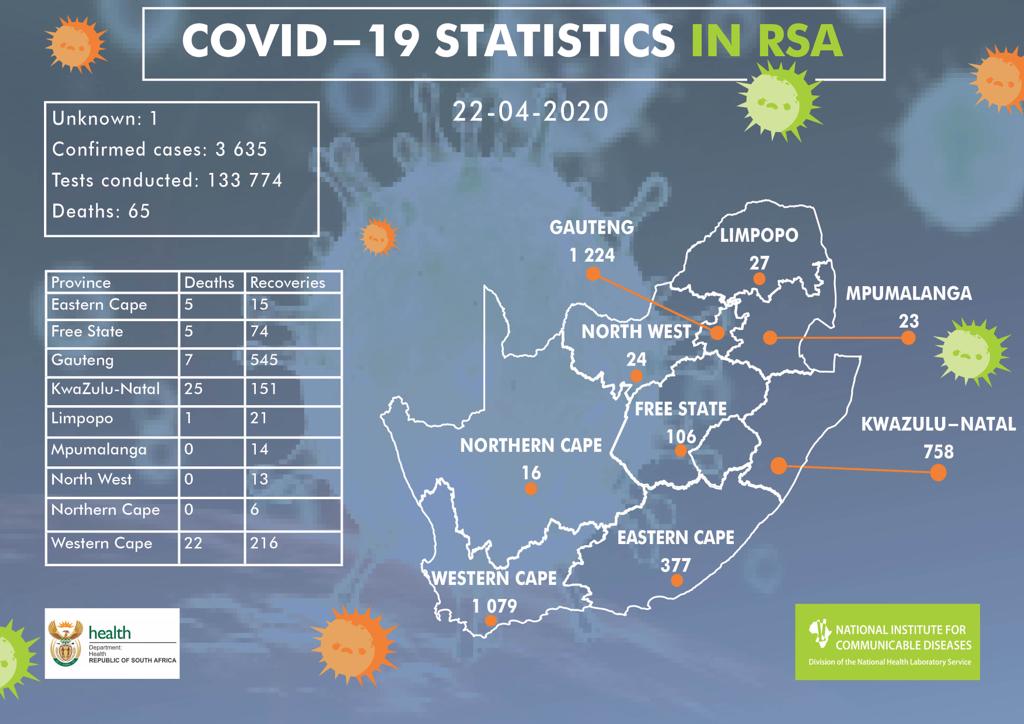 COVID–19 STATISTICS IN RSA
22-04-2020
Unknown: 1
Confirmed cases: 3 635
Tests conducted: 133 774
Deaths: 65
Province Deaths Recoveries
Eastern Cape 5 15
Free State 5 74
Gauteng 7 545
KwaZulu-Natal 25 151
Limpopo 1 21
Mpumalanga 0 14
North West 0 13
Northern Cape 0 6
Western Cape 22 216
GAUTENG
1 224
LIMPOPO
27
MPUMALANGA
23
NORTH WEST
24
FREE STATE
106
KWAZULU–NATAL
758
NORTHERN CAPE
16
EASTERN CAPE
377
WESTERN CAPE
1 079
health
Department:
Health
REPUBLIC OF SOUTH AFRICA
NATIONAL INSTITUTE FOR
COMMUNICABLE DISEASES
Division of the National Health Laboratory Service